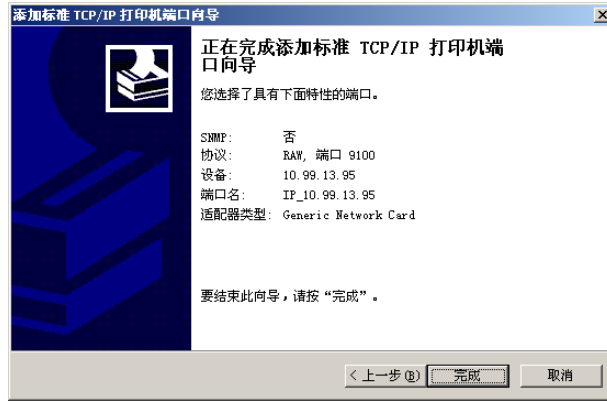 添加标准 TCP/IP 打印机端口向导
正在完成添加标准 TCP/IP 打印机端
口向导
您选择了具有下面特性的端口。
SNMP: 否
协议: RAW, 端口 9100
设备: 10.99.13.95
端口名: IP_10.99.13.95
适配器类型: Generic Network Card
要结束此向导，请按“完成”。
< 上一步(B) 完成 取消